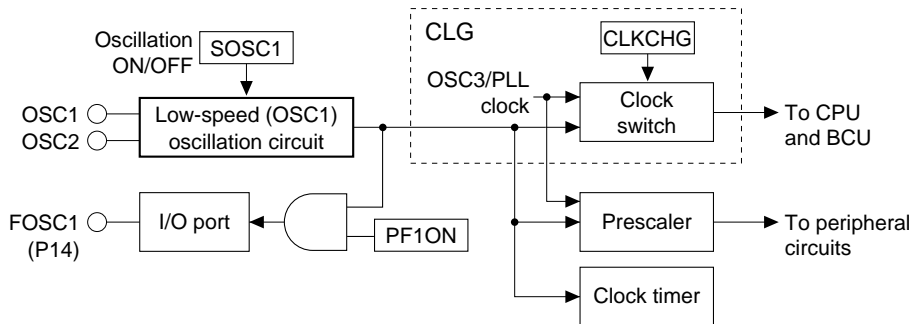 Oscillation
ON/OFF
SOSC1
CLG
CLKCHG
OSC3/PLL
clock
OSC1
OSC2
Low-speed (OSC1)
oscillation circuit
Clock
switch
To CPU
and BCU
FOSC1
(P14)
I/O port
PF1ON
Prescaler
To peripheral
circuits
Clock timer